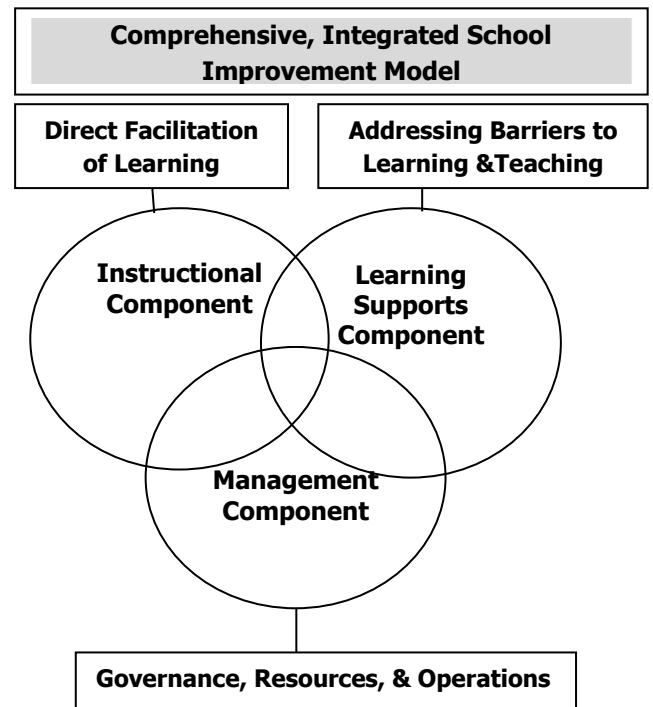 Comprehensive, Integrated School
Improvement Model
Direct Facilitation
of Learning
Addressing Barriers to
Learning &Teaching
Instructional
Component
Learning
Supports
Component
Management
Component
Governance, Resources, & Operations